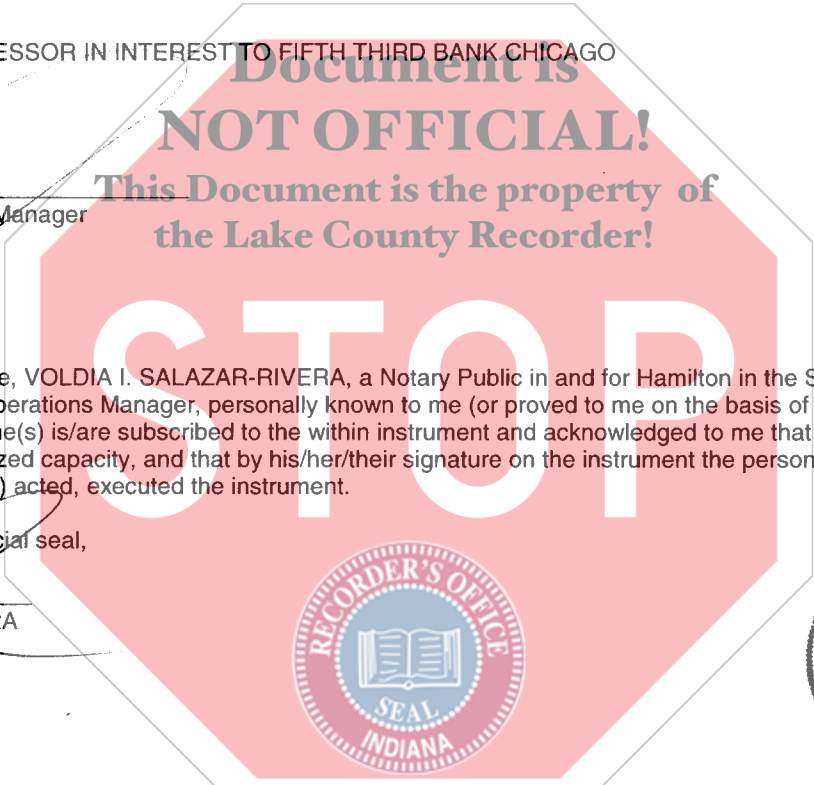 ESSOR IN INTEREST TO FIFTH THIRD BANK CHICAGO
Document is
NOT OFFICIAL!
This Document is the property of
Manager
the Lake County Recorder!
STOP
e, VOLDIA I. SALAZAR-RIVERA, a Notary Public in and for Hamilton in the S
perations Manager, personally known to me (or proved to me on the basis of
e(s) is/are subscribed to the within instrument and acknowledged to me that
zed capacity, and that by his/her/their signature on the instrument the person
) acted, executed the instrument.
cial seal,
RA
RECORDER'S OFFICE
SEAL
INDIANA